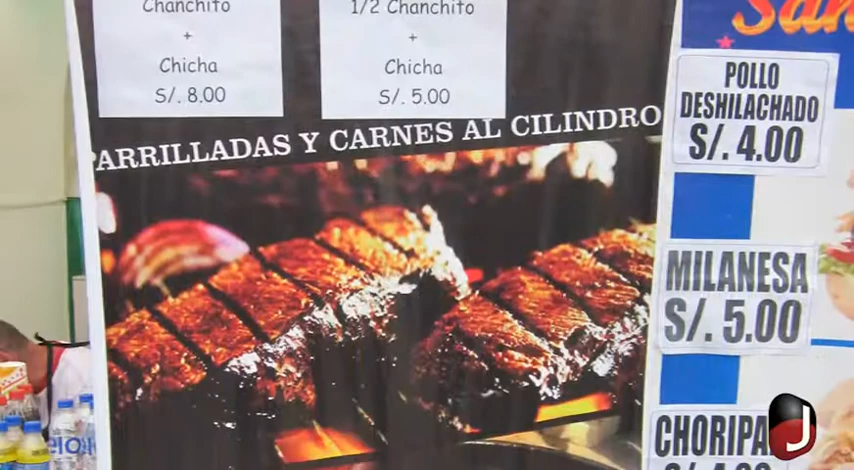 Chanchito
+
Chicha
S/. 8.00
1/2 Chanchito
+
Chicha
S/. 5.00
PARRILLADAS Y CARNES AL CILINDRO
POLLO
DESHILACHADO
S/. 4.00
MILANESA
S/. 5.00
CHORIPA
J